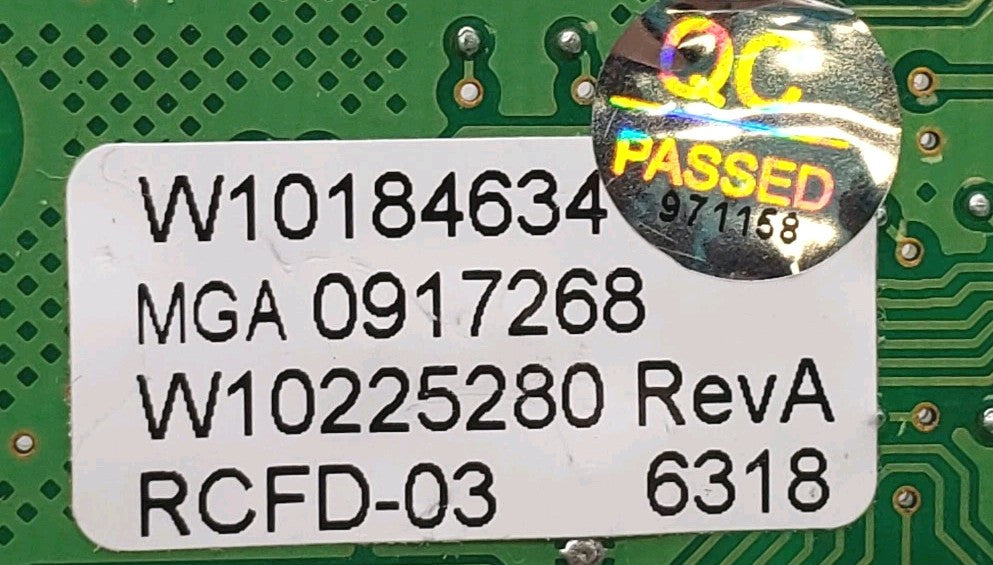 QC
PASSED
971158
W10184634
MGA 0917268
W10225280 RevA
RCFD-03 6318